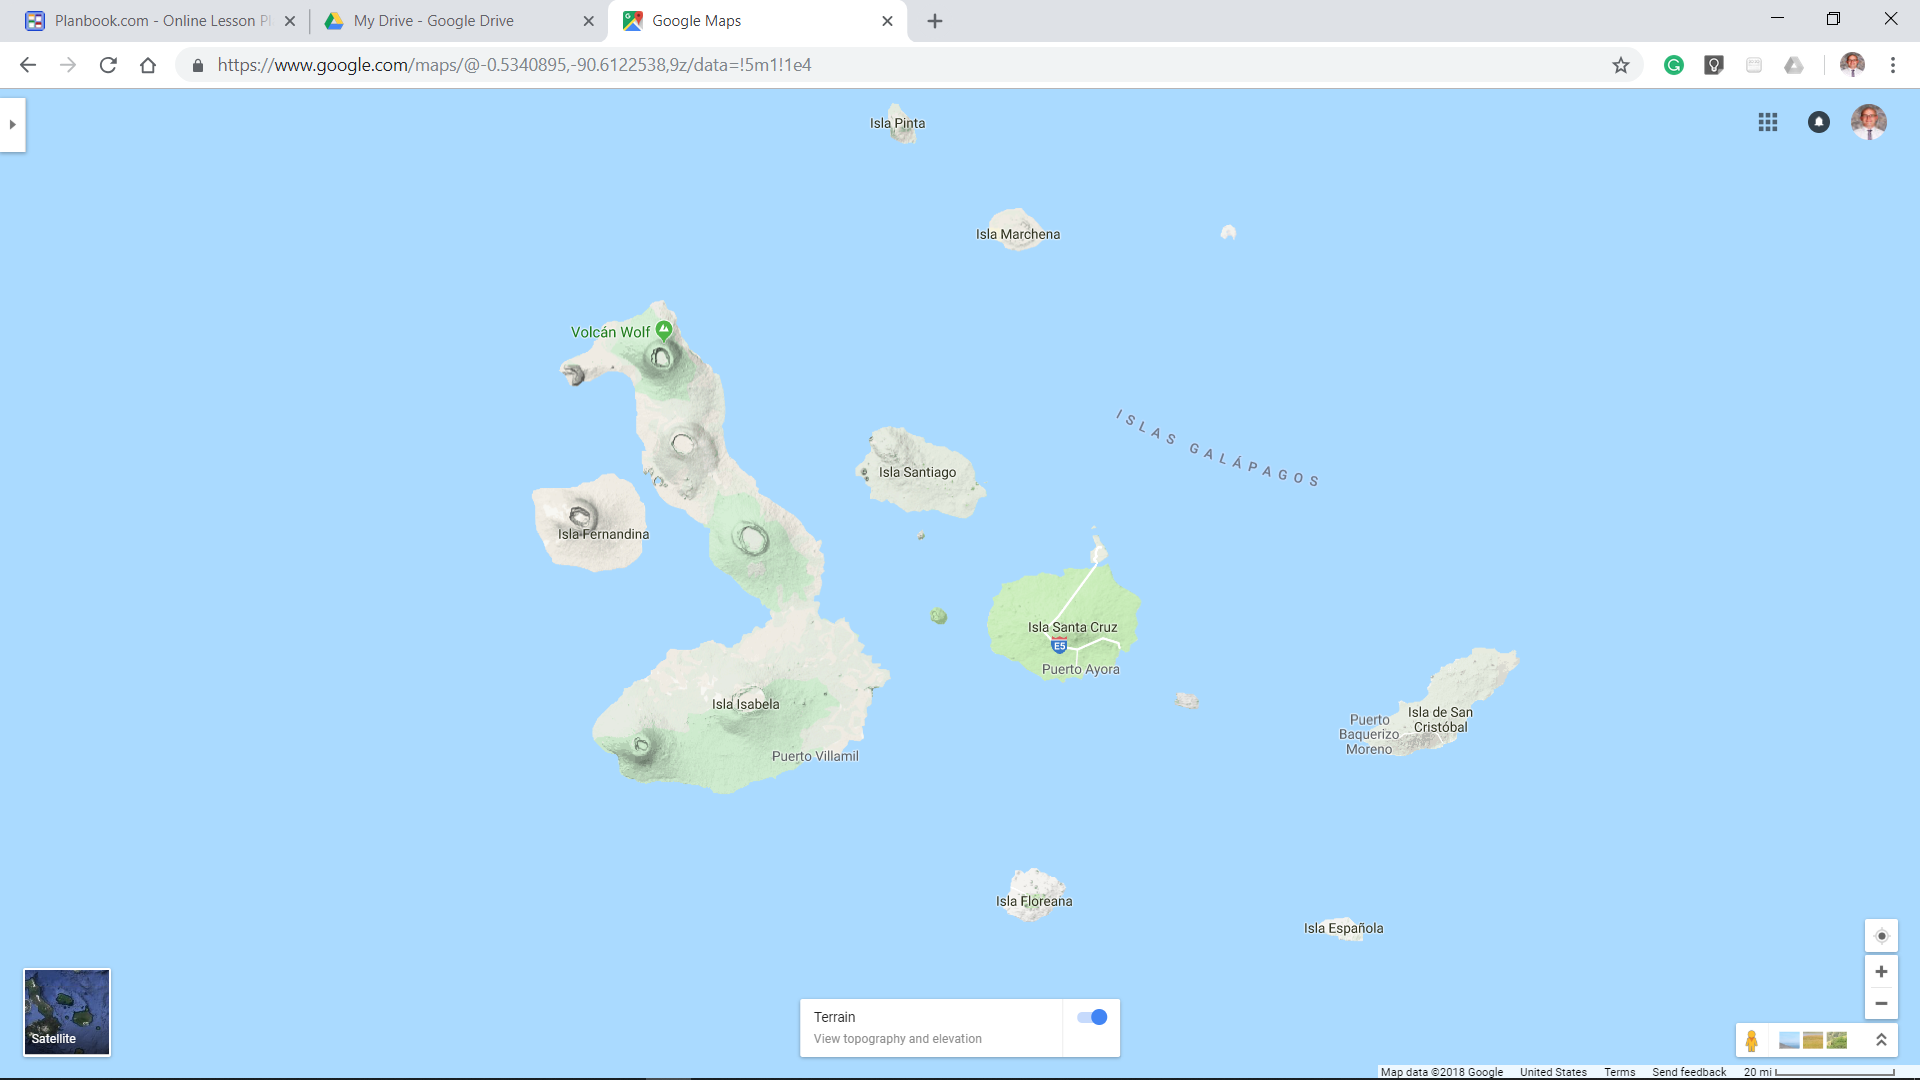 Planbook.com - Online Lesson Pl
My Drive - Google Drive
Google Maps
https://www.google.com/maps/@-0.5340895,-90.6122538,9z/data=!5m1!1e4
Isla Pinta
Isla Marchena
Volcán Wolf
ISLAS GALÁPAGOS
Isla Santiago
Isla Fernandina
Isla Santa Cruz
E5
Puerto Ayora
Isla Isabela
Isla de San
Cristóbal
Puerto
Baquerizo
Moreno
Puerto Villamil
Isla Floreana
Isla Española
Satellite
Terrain
View topography and elevation
Map data ©2018 Google
United States
Terms
Send feedback
20 mi